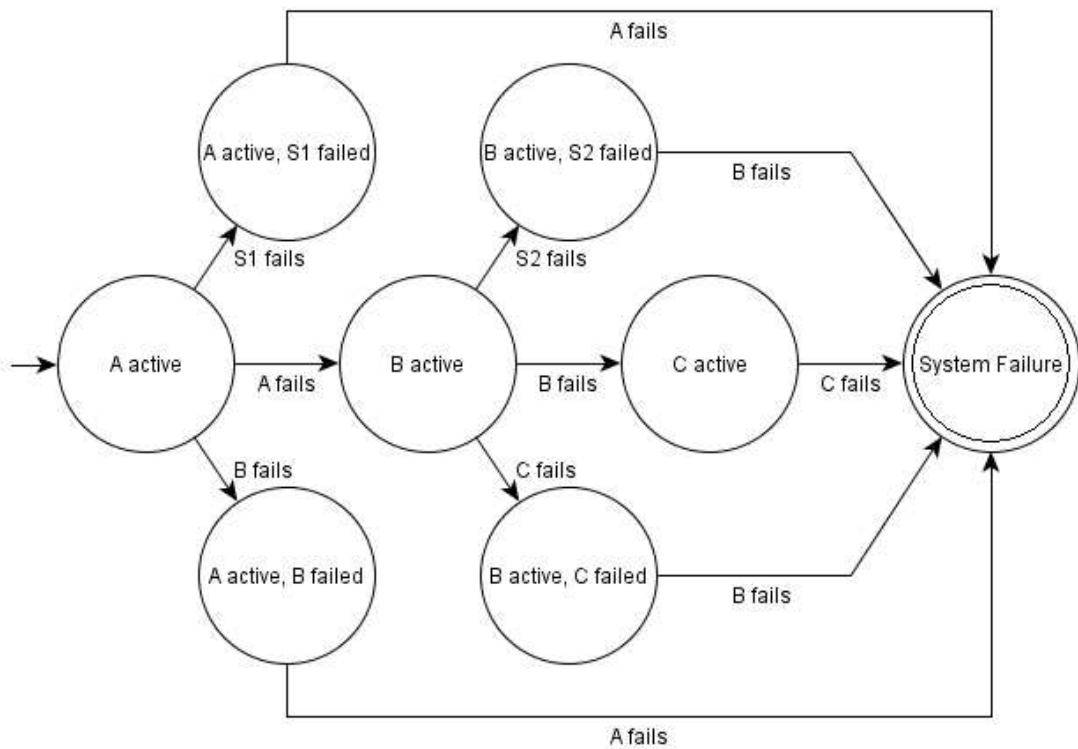 A fails
A active, S1 failed
B active, S2 failed
B fails
S1 fails
S2 fails
A active
A fails
B active
B fails
C active
C fails
System Failure
B fails
C fails
A active, B failed
B active, C failed
B fails
A fails